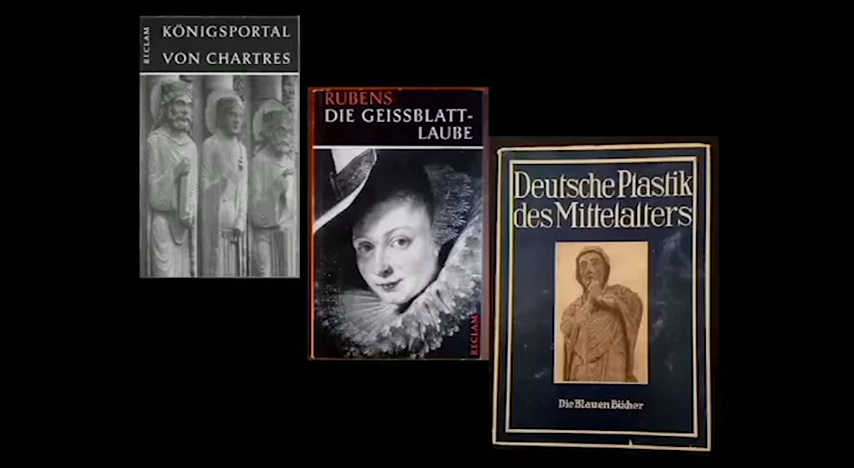 RECLAM
KÖNIGSPORTAL
VON CHARTRES
RUBENS
DIE GEISSBLATT-
LAUBE
RECLAM
Deutsche Plastik
des Mittelalters
Die Blauen Bücher